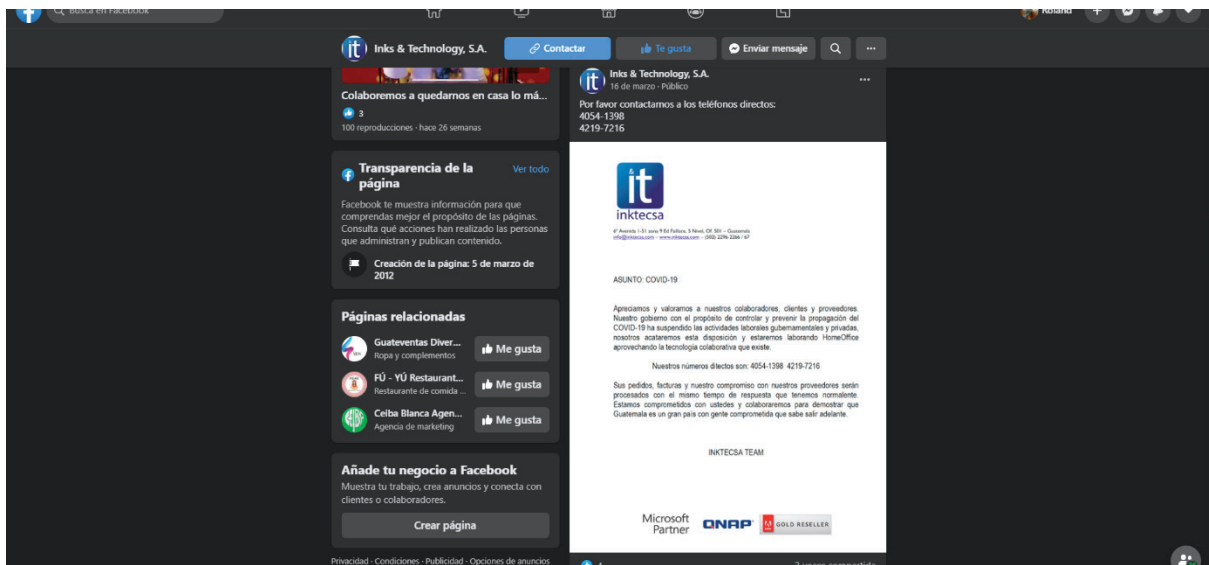 Busca en Facebook
Roland
Inks & Technology, S.A.
Contactar
Te gusta
Enviar mensaje
Colaboremos a quedarnos en casa lo má...
3
100 reproducciones · hace 26 semanas
Transparencia de la página
Ver todo
Facebook te muestra información para que
comprendas mejor el propósito de las páginas.
Consulta qué acciones han realizado las personas
que administran y publican contenido.
Creación de la página: 5 de marzo de
2012
Páginas relacionadas
Guateventas Diver...
Ropa y complementos
Me gusta
FÚ - YÚ Restaurant...
Restaurante de comida ...
Me gusta
Ceiba Blanca Agen...
Agencia de marketing
Me gusta
Añade tu negocio a Facebook
Muestra tu trabajo, crea anuncios y conecta con
clientes o colaboradores.
Crear página
Privacidad · Condiciones · Publicidad · Opciones de anuncios
Inks & Technology, S.A.
16 de marzo · Público
Por favor contactarnos a los teléfonos directos:
4054-1398
4219-7216
it
inktecsa
ASUNTO: COVID-19
Apreciamos y valoramos a nuestros colaboradores, clientes y proveedores.
Nuestro gobierno con el propósito de controlar y prevenir la propagación del
COVID-19 ha suspendido las actividades laborales gubernamentales y privadas,
nosotros acataremos esta disposición y estaremos laborando HomeOffice
aprovechando la tecnología colaborativa que existe.
Nuestros números ditectos son: 4054-1398 4219-7216
Sus pedidos, facturas y nuestro compromiso con nuestros proveedores serán
procesados con el mismo tiempo de respuesta que tenemos normalente.
Estamos comprometidos con ustedes y colaboraremos para demostrar que
Guatemala es un gran país con gente comprometida que sabe salir adelante.
INKTECSA TEAM
Microsoft
Partner
QNAP
GOLD RESELLER